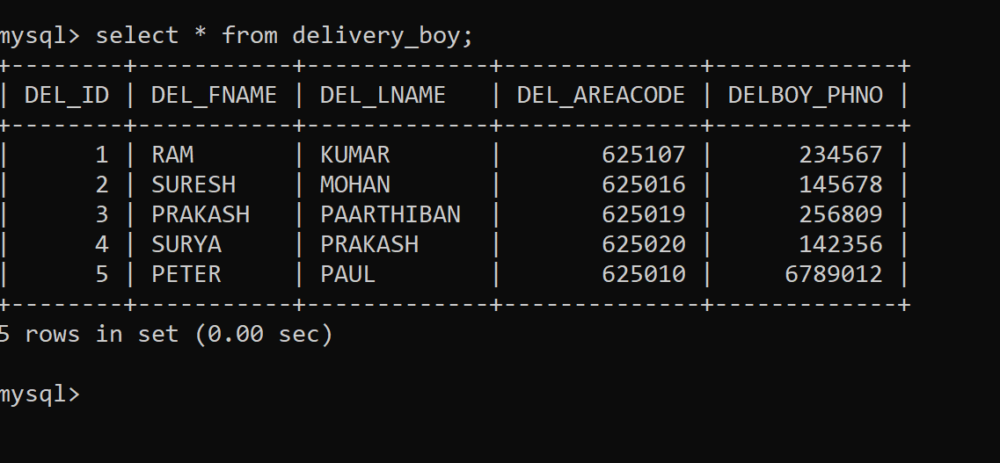 mysql> select * from delivery_boy;
+--------+-----------+-------------+---------------+-------------+
| DEL_ID | DEL_FNAME | DEL_LNAME   | DEL_AREACODE | DELBOY_PHNO |
+--------+-----------+-------------+--------------+-------------+
|      1 | RAM       | KUMAR       |       625107 |      234567 |
|      2 | SURESH    | MOHAN       |       625016 |      145678 |
|      3 | PRAKASH   | PAARTHIBAN  |       625019 |      256809 |
|      4 | SURYA     | PRAKASH     |       625020 |      142356 |
|      5 | PETER     | PAUL        |       625010 |     6789012 |
+--------+-----------+-------------+--------------+-------------+
5 rows in set (0.00 sec)
mysql>